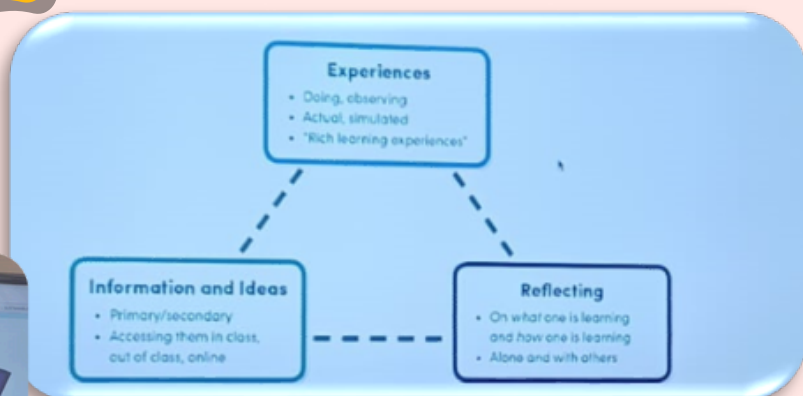 Experiences
• Doing, observing
• Actual, simulated
• "Rich learning experiences"
Information and Ideas
• Primary/secondary
• Accessing them in class,
out of class, online
Reflecting
• On what one is learning
and how one is learning
• Alone and with others